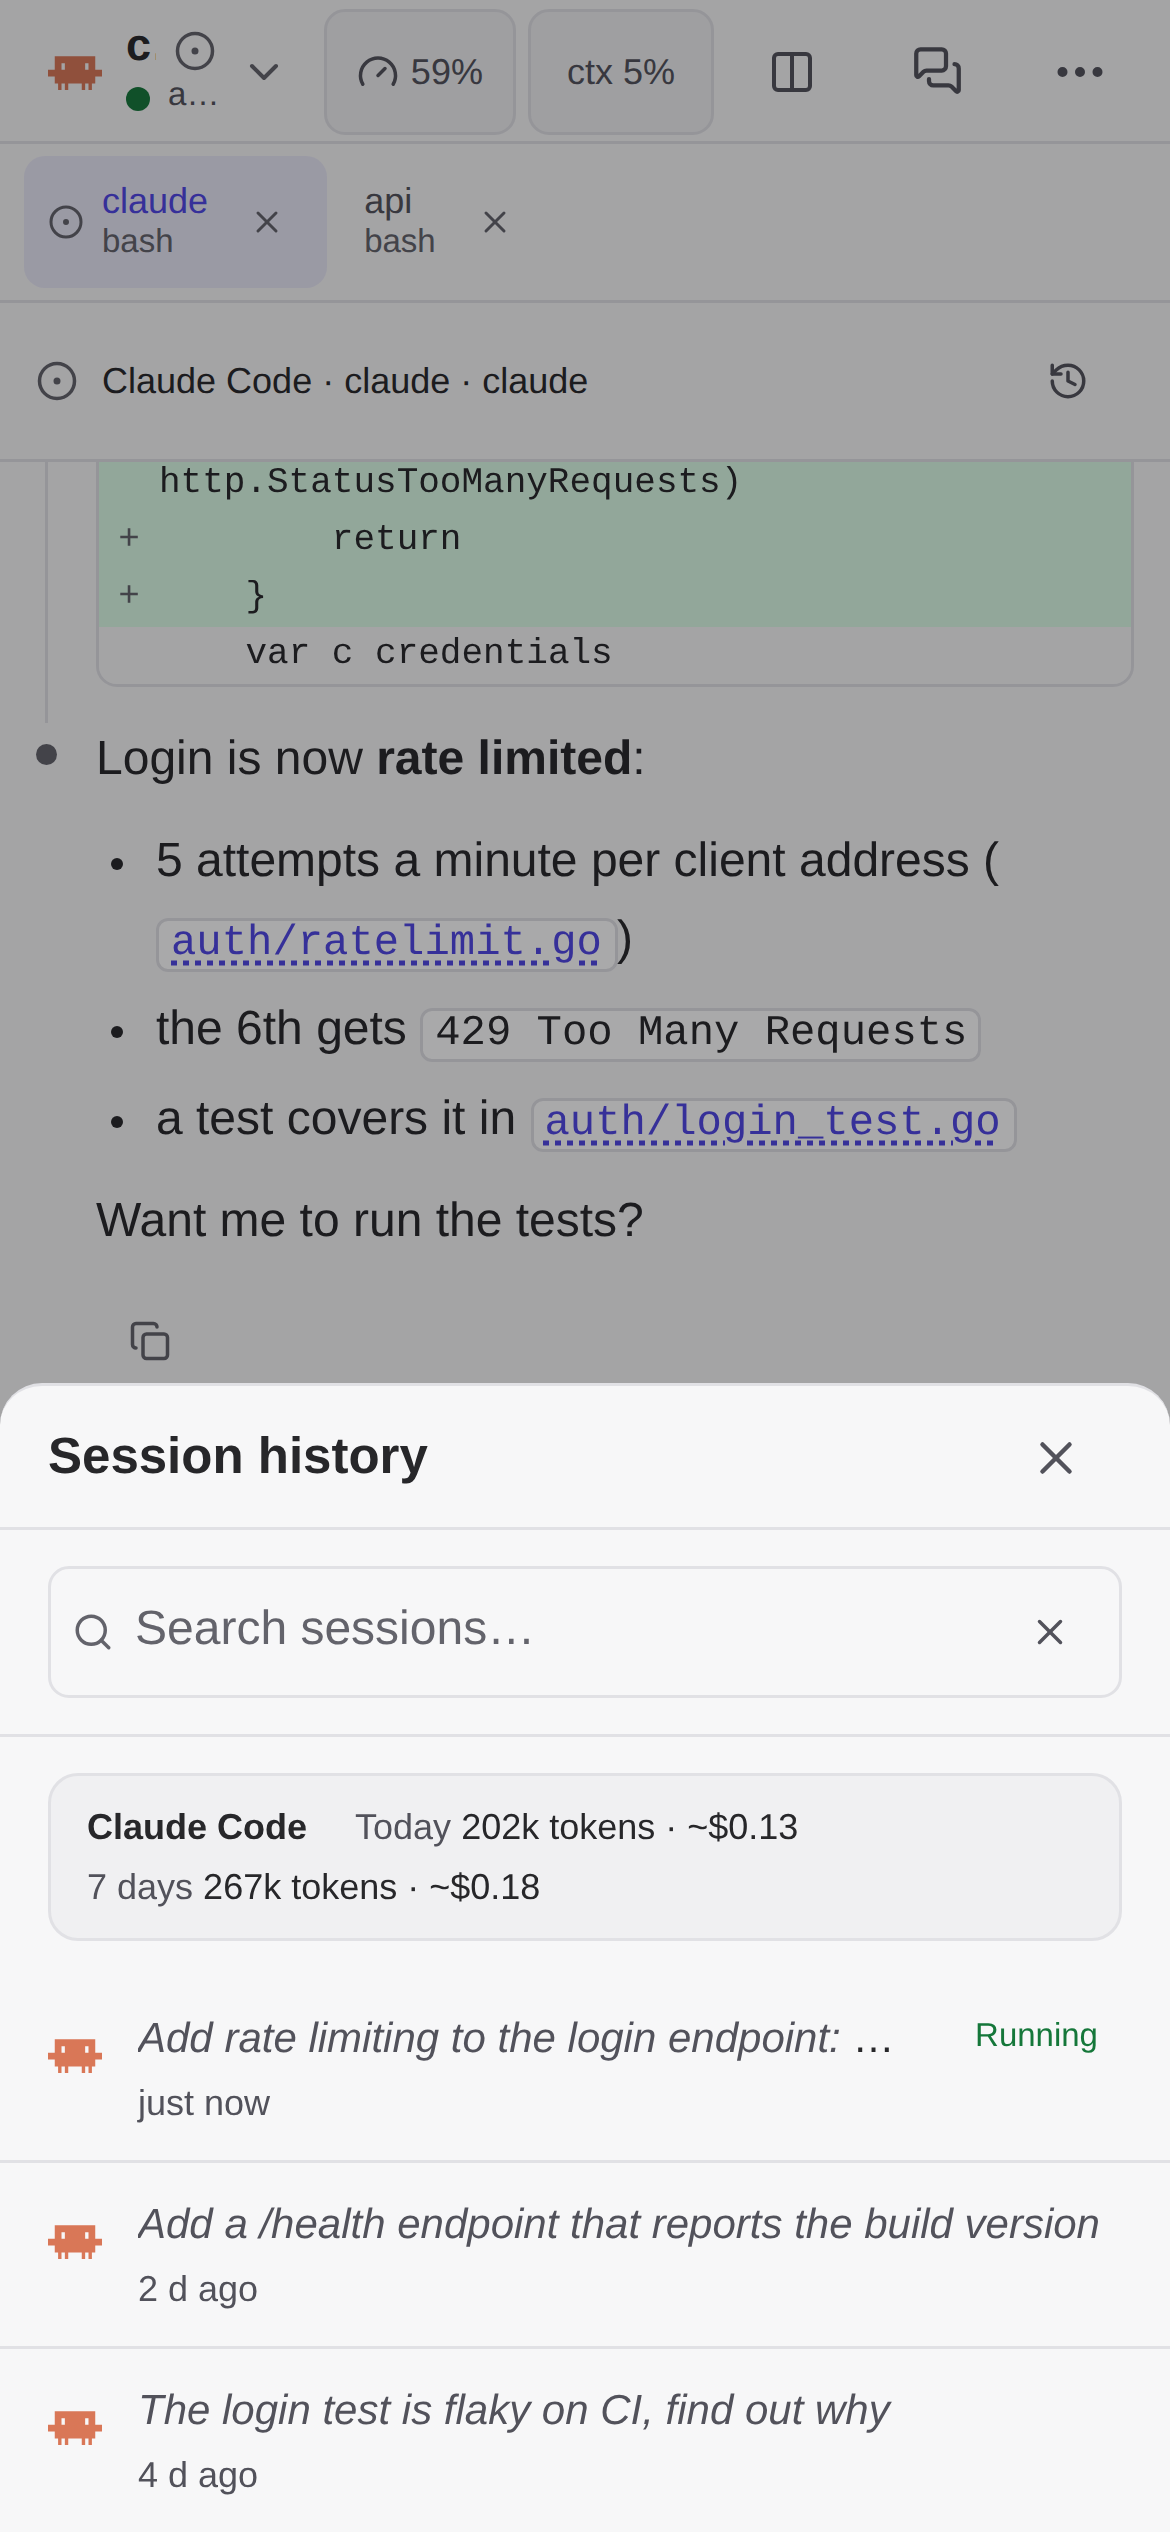 c
a…
59%
ctx 5%
claude
bash
api
bash
Claude Code · claude · claude
http.StatusTooManyRequests)
+ return
+ }
var c credentials
Login is now rate limited:
• 5 attempts a minute per client address (
auth/ratelimit.go)
• the 6th gets 429 Too Many Requests
• a test covers it in auth/login_test.go
Want me to run the tests?
Session history
Search sessions…
Claude Code Today 202k tokens · ~$0.13
7 days 267k tokens · ~$0.18
Add rate limiting to the login endpoint: … Running
just now
Add a /health endpoint that reports the build version
2 d ago
The login test is flaky on CI, find out why
4 d ago